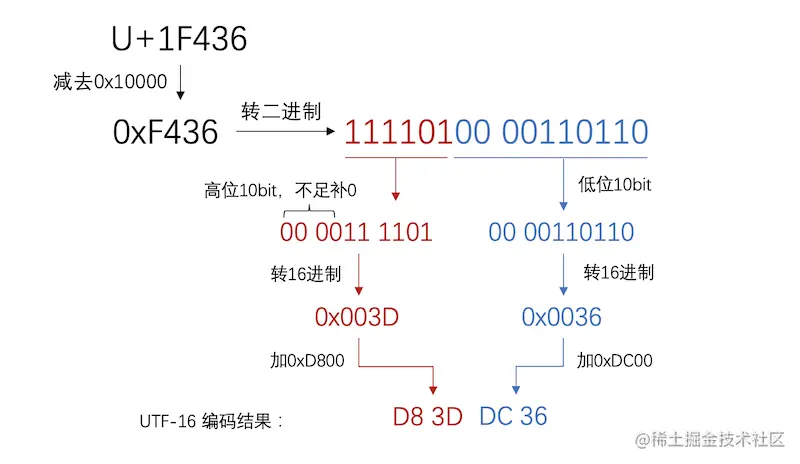 U+1F436
减去0x10000
0xF436
转二进制
11110100 00110110
高位10bit，不足补0
低位10bit
00 0011 1101
00 00110110
转16进制
转16进制
0x003D
0x0036
加0xD800
加0xDC00
UTF-16 编码结果：
D8 3D DC 36
@稀土掘金技术社区